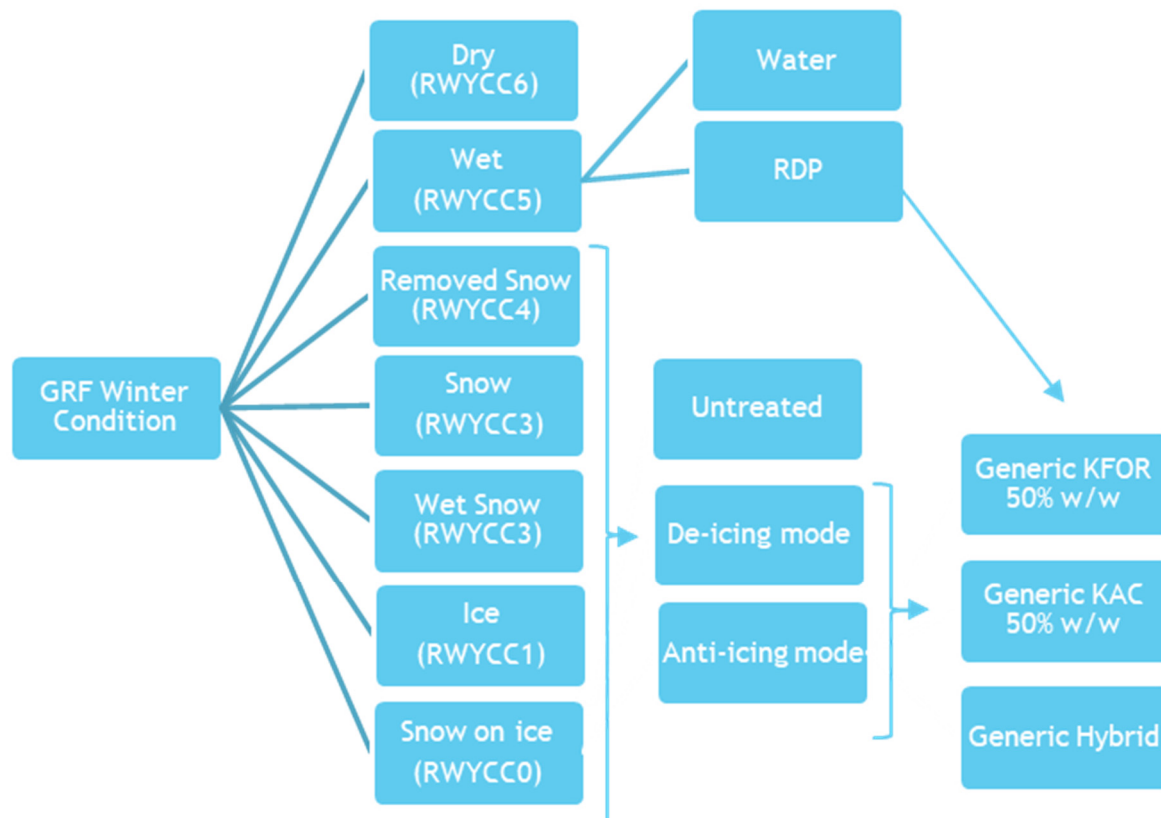 GRF Winter
Condition
Dry
(RWYCC6)
Wet
(RWYCC5)
Removed Snow
(RWYCC4)
Snow
(RWYCC3)
Wet Snow
(RWYCC3)
Ice
(RWYCC1)
Snow on ice
(RWYCC0)
Water
RDP
Untreated
De-icing mode
Anti-icing mode
Generic KFOR
50% w/w
Generic KAC
50% w/w
Generic Hybrid